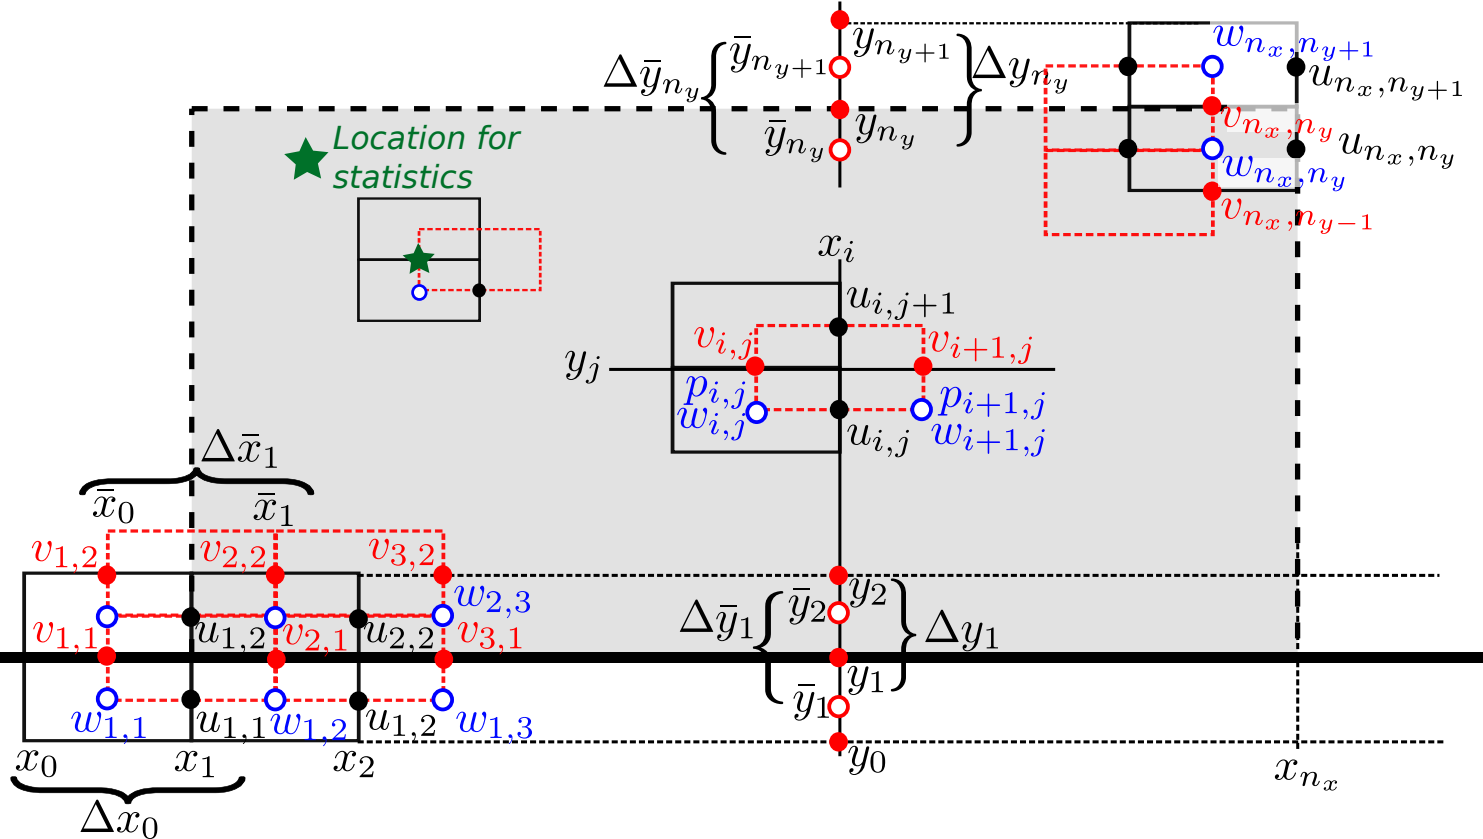 Δȳ_{n_y}
ȳ_{n_y+1}
y_{n_y+1}
Δy_{n_y}
w_{n_x,n_y+1}
u_{n_x,n_y+1}
ȳ_{n_y}
y_{n_y}
v_{n_x,n_y}
u_{n_x,n_y}
w_{n_x,n_y}
v_{n_x,n_y-1}
Location for
statistics
x_i
u_{i,j+1}
v_{i,j}
v_{i+1,j}
y_j
p_{i,j}
w_{i,j}
u_{i,j}
p_{i+1,j}
w_{i+1,j}
Δx̄_1
x̄_0
x̄_1
v_{1,2}
v_{2,2}
v_{3,2}
w_{2,3}
v_{1,1}
u_{1,2}
v_{2,1}
u_{2,2}
v_{3,1}
w_{1,1}
u_{1,1}
w_{1,2}
u_{1,2}
w_{1,3}
Δȳ_1
ȳ_2
y_2
Δy_1
y_1
ȳ_1
y_0
x_0
x_1
x_2
x_{n_x}
Δx_0